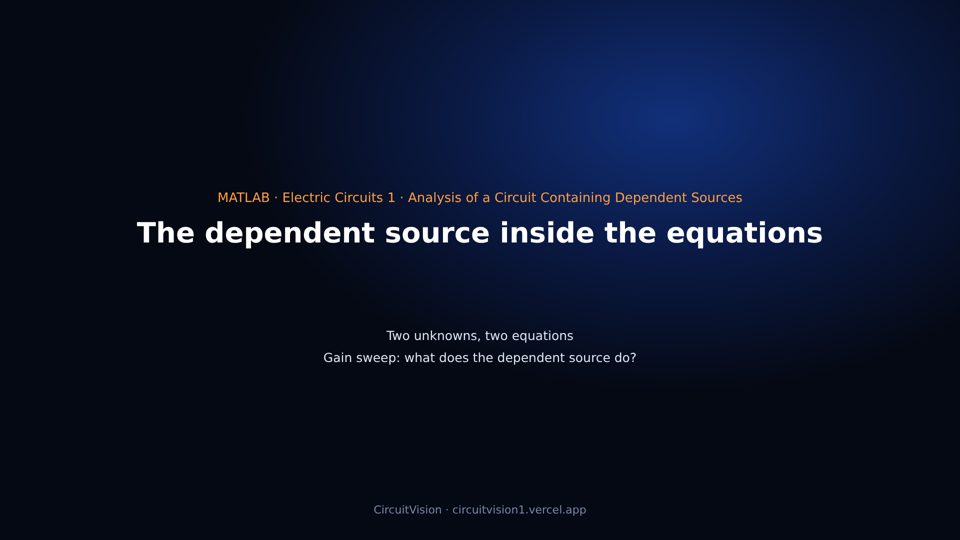 MATLAB · Electric Circuits 1 · Analysis of a Circuit Containing Dependent Sources
The dependent source inside the equations
Two unknowns, two equations
Gain sweep: what does the dependent source do?
CircuitVision · circuitvision1.vercel.app